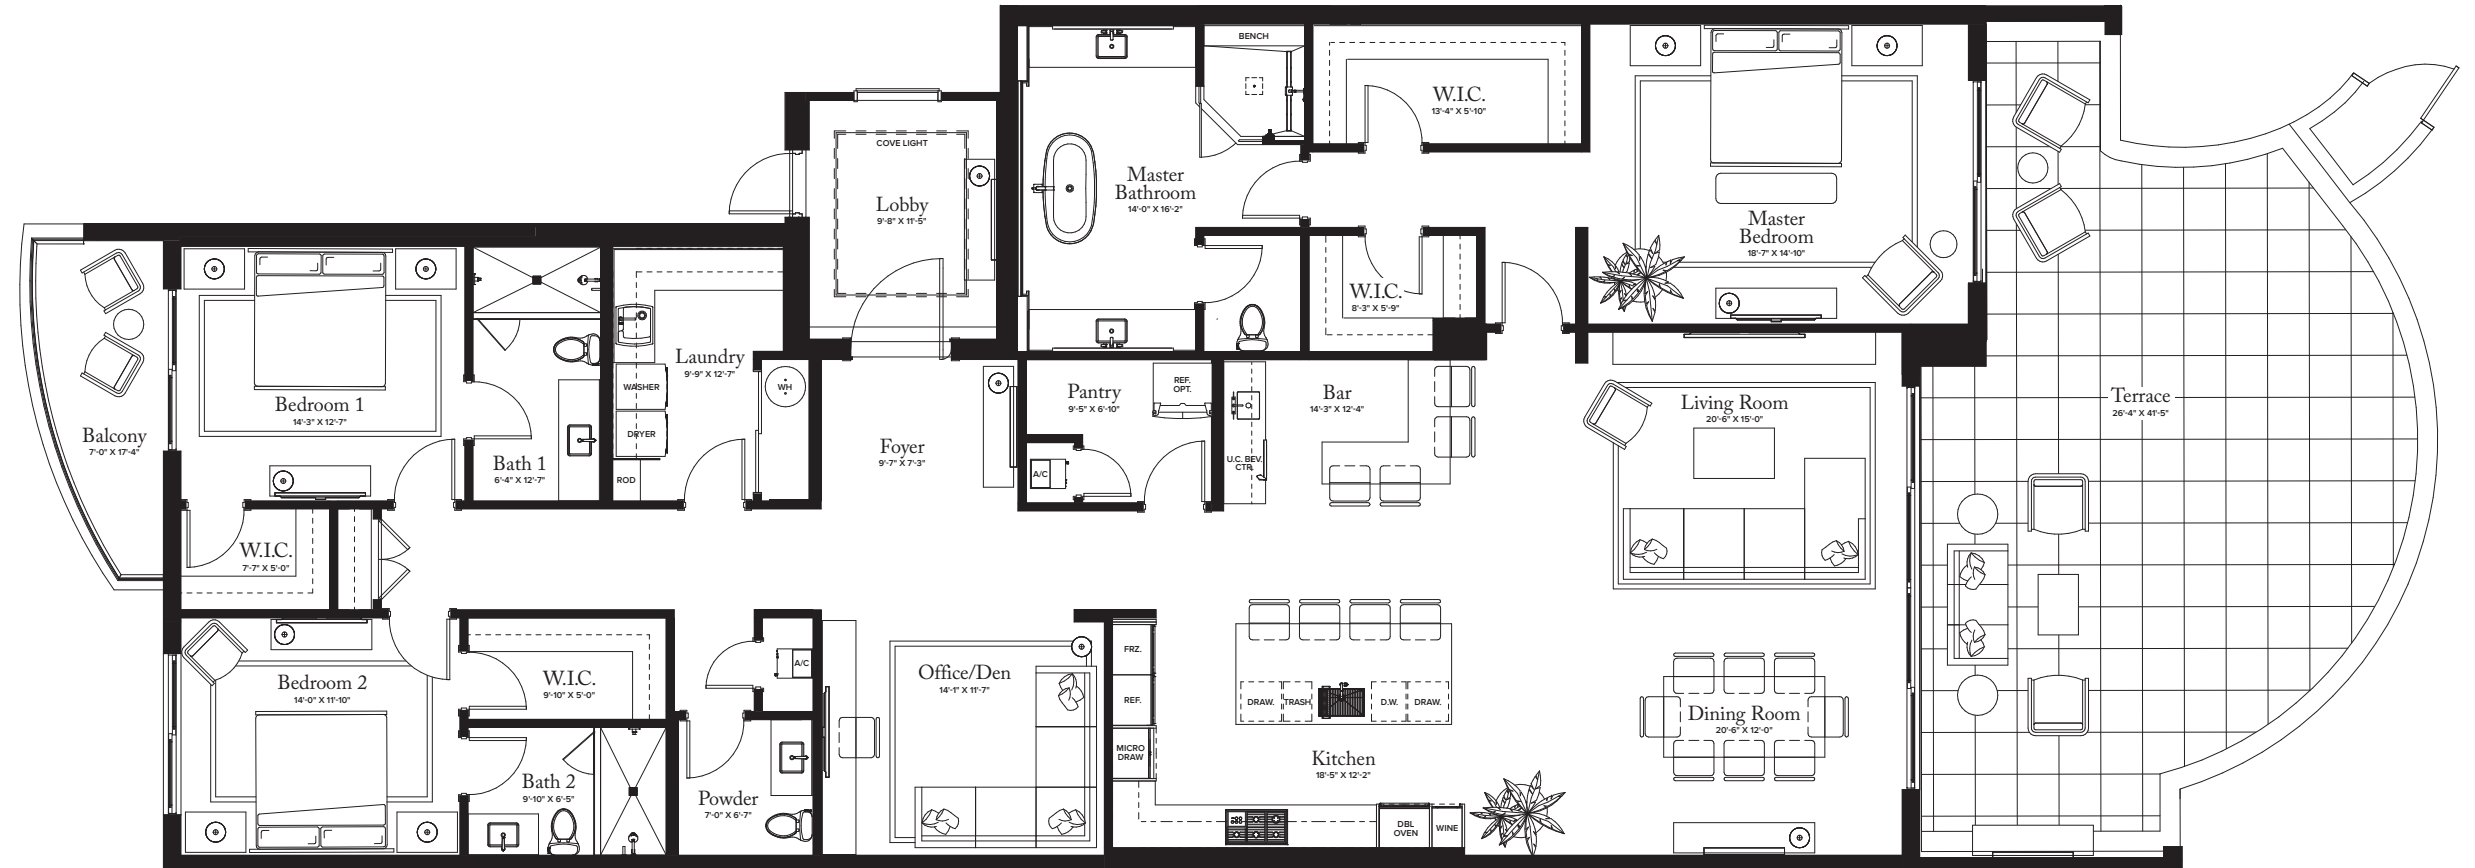 BENCH
W.I.C.
13'-4" X 5'-10"
COVE LIGHT
Lobby
9'-8" X 11'-5"
Master
Bathroom
14'-0" X 16'-2"
Master
Bedroom
18'-7" X 14'-10"
W.I.C.
8'-3" X 5'-9"
Laundry
9'-9" X 12'-7"
WASHER
DRYER
ROD
WH
Bedroom 1
14'-3" X 12'-7"
Balcony
7'-0" X 17'-4"
Bath 1
6'-4" X 12'-7"
Foyer
9'-7" X 7'-3"
Pantry
9'-5" X 6'-10"
REF.
OPT.
A/C
Bar
14'-3" X 12'-4"
U.C. BEV.
CTR.
Living Room
20'-6" X 15'-0"
Terrace
26'-4" X 41'-5"
W.I.C.
7'-7" X 5'-0"
Bedroom 2
14'-0" X 11'-10"
W.I.C.
9'-10" X 5'-0"
A/C
Office/Den
14'-1" X 11'-7"
FRZ.
REF.
MICRO
DRAW
DRAW.
TRASH
D.W.
DRAW.
Dining Room
20'-6" X 12'-0"
Kitchen
18'-5" X 12'-2"
Bath 2
9'-10" X 6'-5"
Powder
7'-0" X 6'-7"
DBL
OVEN
WINE